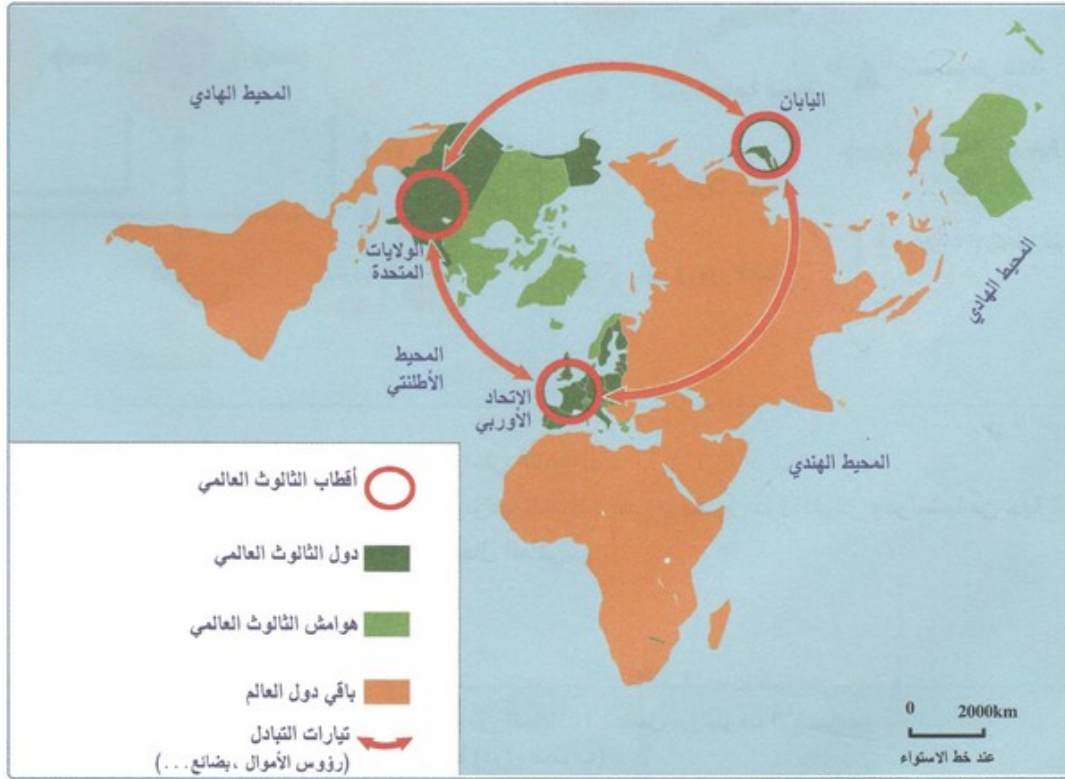 المحيط الهادي
اليابان
الولايات
المتحدة
المحيط الهادي
المحيط
الأطلنتي
الاتحاد
الأوربي
المحيط الهندي
أقطاب الثالوث العالمي
دول الثالوث العالمي
هوامش الثالوث العالمي
باقي دول العالم
تيارات التبادل
(رؤوس الأموال ،بضائع...)
0 2000km
عند خط الاستواء